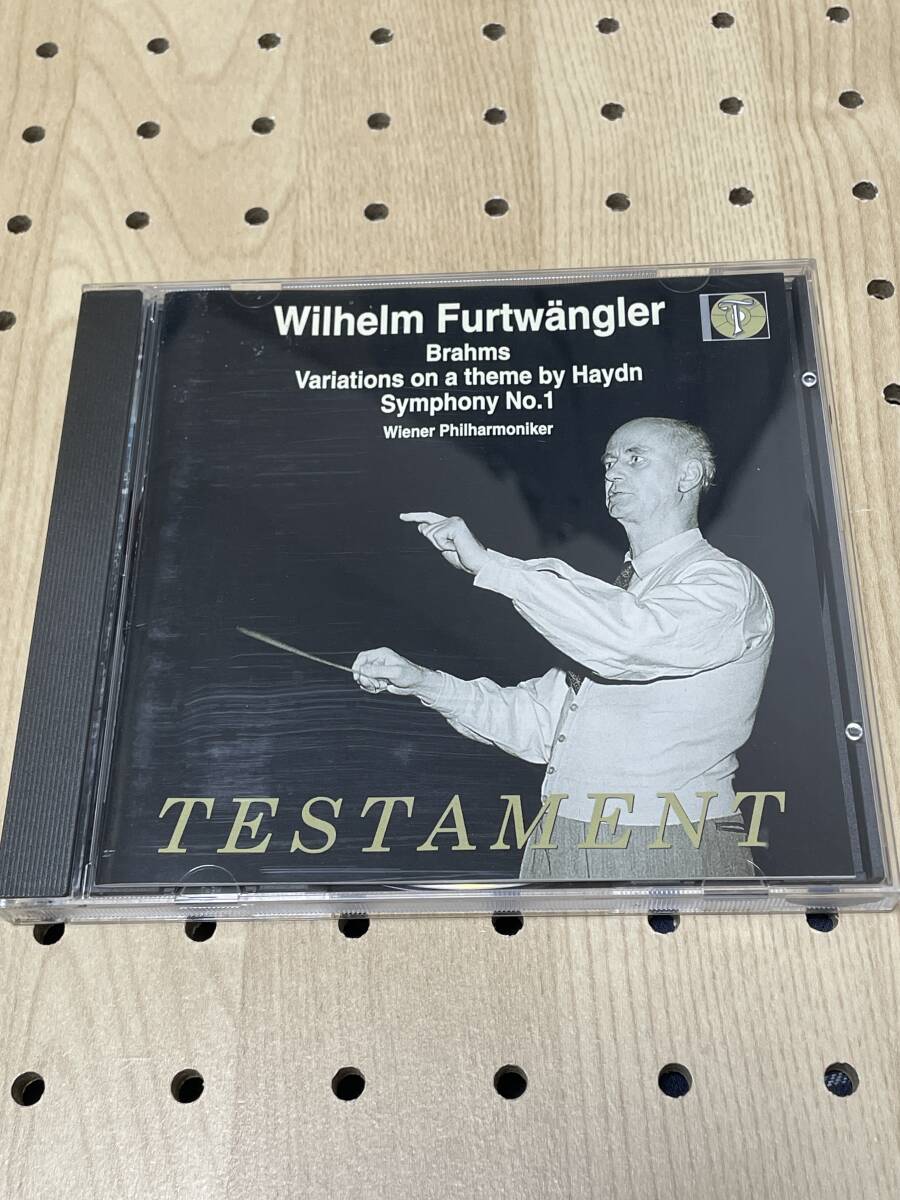 Wilhelm Furtwängler
Brahms
Variations on a theme by Haydn
Symphony No.1
Wiener Philharmoniker
TESTAMENT